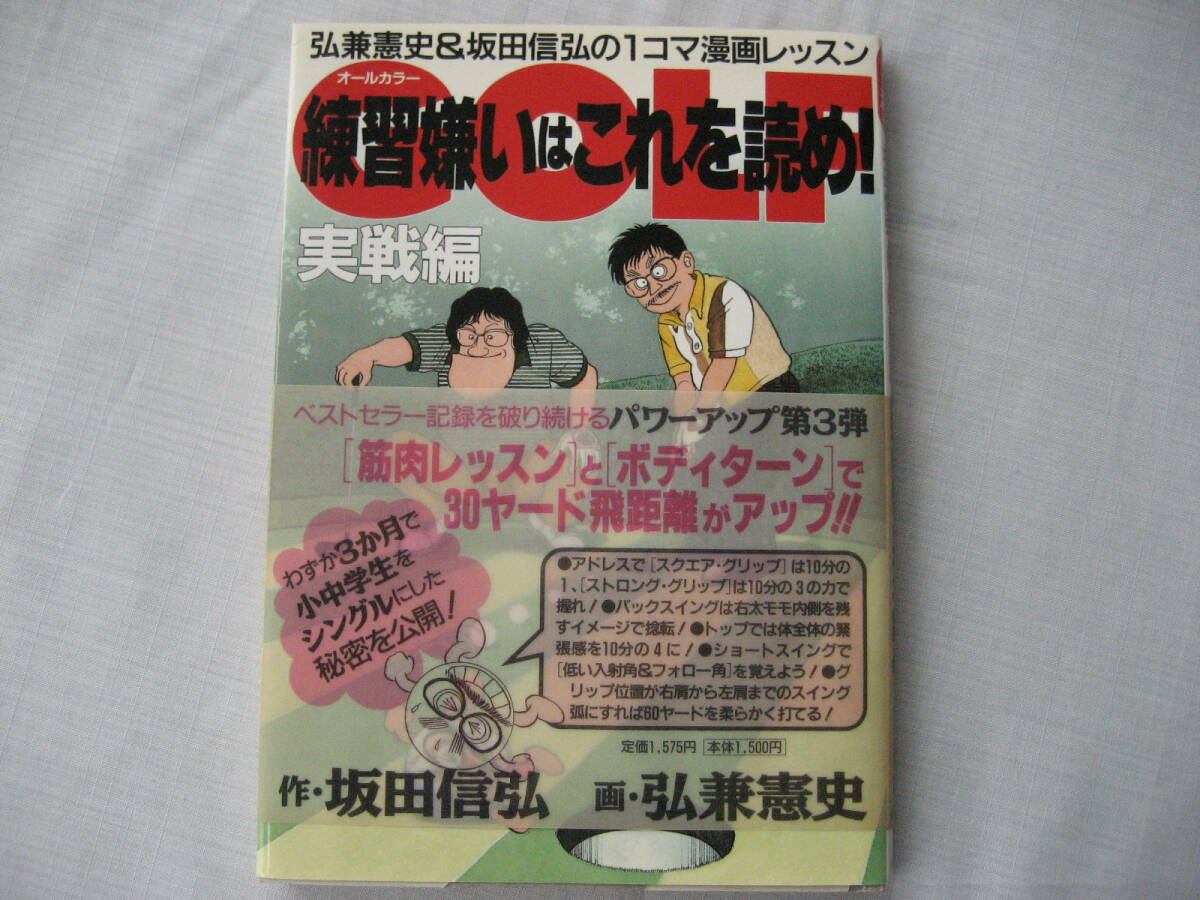 弘兼憲史&坂田信弘の1コマ漫画レッスン
GOLF
オールカラー
練習嫌いはこれを読め!
実戦編
ベストセラー記録を破り続けるパワーアップ第3弾
[筋肉レッスン]と[ボディターン]で
30ヤード飛距離がアップ!!
わずか3か月で
小中学生を
シングルにした
秘密を公開!
●アドレスで[スクエア・グリップ]は10分の
1、[ストロング・グリップ]は10分の3の力で
握れ!●バックスイングは右太モモ内側を残
すイメージで捻転!●トップでは体全体の緊
張感を10分の4に!●ショートスイングで
[低い入射角&フォロー角]を覚えよう!●グ
リップ位置が右肩から左肩までのスイング
弧にすれば60ヤードを柔らかく打てる!
定価1,575円 本体1,500円
作・坂田信弘 画・弘兼憲史